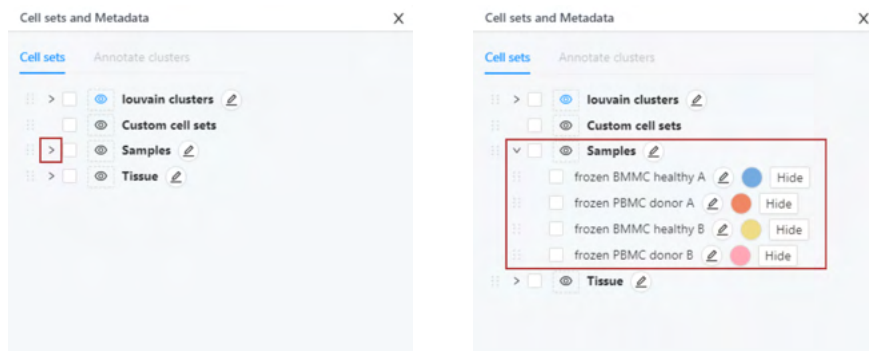 Cell sets and Metadata X
Cell sets Annotate clusters
louvain clusters
Custom cell sets
Samples
Tissue
Cell sets and Metadata X
Cell sets Annotate clusters
louvain clusters
Custom cell sets
Samples
frozen BMMC healthy A Hide
frozen PBMC donor A Hide
frozen BMMC healthy B Hide
frozen PBMC donor B Hide
Tissue